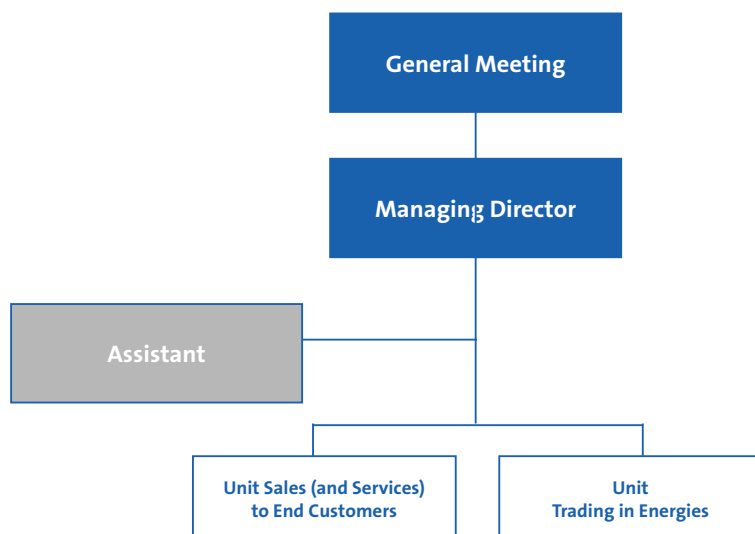 General Meeting
Managing Director
Assistant
Unit Sales (and Services)
to End Customers
Unit
Trading in Energies